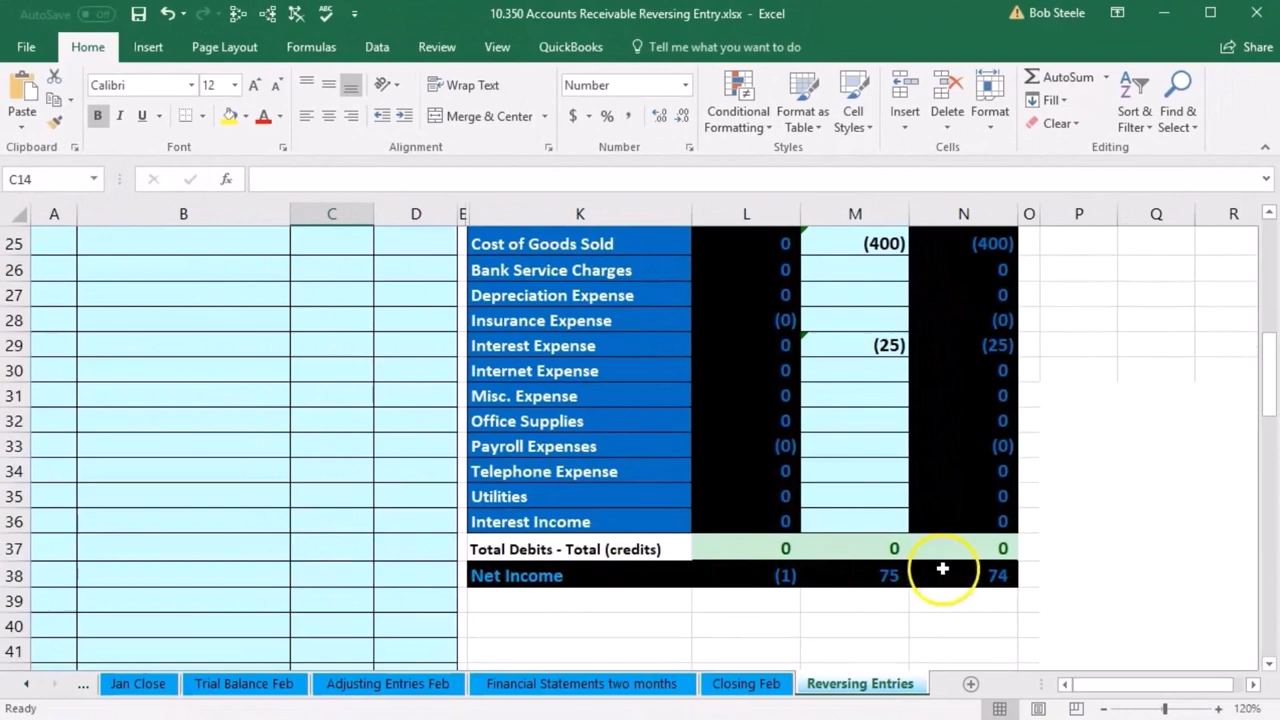 AutoSave Off 10.350 Accounts Receivable Reversing Entry.xlsx - Excel Bob Steele
File Home Insert Page Layout Formulas Data Review View QuickBooks Tell me what you want to do Share
Calibri 12 Wrap Text Number AutoSum
Paste B I U Merge & Center $ % , Conditional Formatting Format as Table Cell Styles Insert Delete Format Fill Clear Sort & Filter Find & Select
Clipboard Font Alignment Number Styles Cells Editing
C14 fx
A B C D E K L M N O P Q R
25 Cost of Goods Sold 0 (400) (400)
26 Bank Service Charges 0 0
27 Depreciation Expense 0 0
28 Insurance Expense (0) (0)
29 Interest Expense 0 (25) (25)
30 Internet Expense 0 0
31 Misc. Expense 0 0
32 Office Supplies 0 0
33 Payroll Expenses (0) (0)
34 Telephone Expense 0 0
35 Utilities 0 0
36 Interest Income 0 0
37 Total Debits - Total (credits) 0 0 0
38 Net Income (1) 75 74
39
40
41
... Jan Close Trial Balance Feb Adjusting Entries Feb Financial Statements two months Closing Feb Reversing Entries
Ready 120%